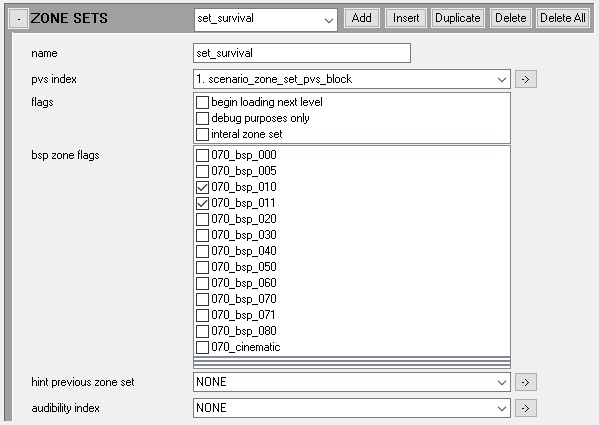 - ZONE SETS set_survival Add Insert Duplicate Delete Delete All
name set_survival
pvs index 1. scenario_zone_set_pvs_block ->
flags begin loading next level
debug purposes only
interal zone set
bsp zone flags 070_bsp_000
070_bsp_005
070_bsp_010
070_bsp_011
070_bsp_020
070_bsp_030
070_bsp_040
070_bsp_050
070_bsp_060
070_bsp_070
070_bsp_071
070_bsp_080
070_cinematic
hint previous zone set NONE ->
audibility index NONE ->